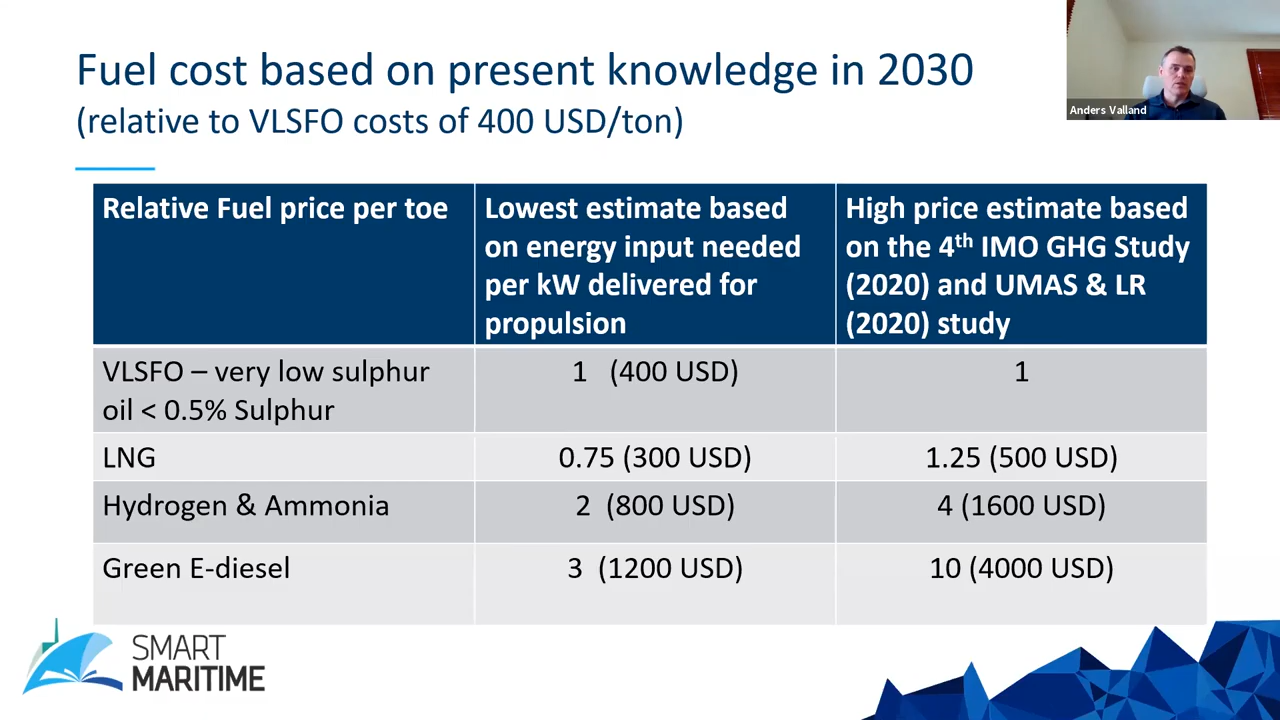 Fuel cost based on present knowledge in 2030
(relative to VLSFO costs of 400 USD/ton)
Anders Valland
Relative Fuel price per toe
Lowest estimate based
on energy input needed
per kW delivered for
propulsion
High price estimate based
on the 4th IMO GHG Study
(2020) and UMAS & LR
(2020) study
VLSFO – very low sulphur
oil < 0.5% Sulphur
1 (400 USD)
1
LNG
0.75 (300 USD)
1.25 (500 USD)
Hydrogen & Ammonia
2 (800 USD)
4 (1600 USD)
Green E-diesel
3 (1200 USD)
10 (4000 USD)
SMART
MARITIME